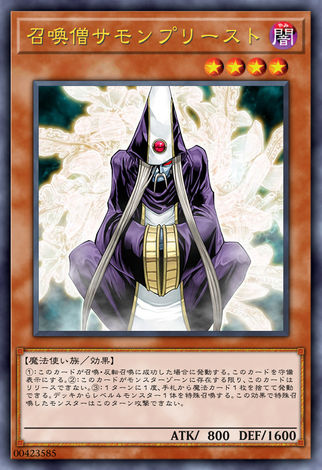 召喚僧サモンプリースト 闇
やみ
【魔法使い族／効果】
①：このカードが召喚・反転召喚に成功した場合に発動する。このカードを守備
表示にする。②：このカードがモンスターゾーンに存在する限り、このカードは
リリースできない。③：１ターンに１度、手札から魔法カード１枚を捨てて発動
できる。デッキからレベル４モンスター１体を特殊召喚する。この効果で特殊召
喚したモンスターはこのターン攻撃できない。
ATK/ 800 DEF/1600
00423585